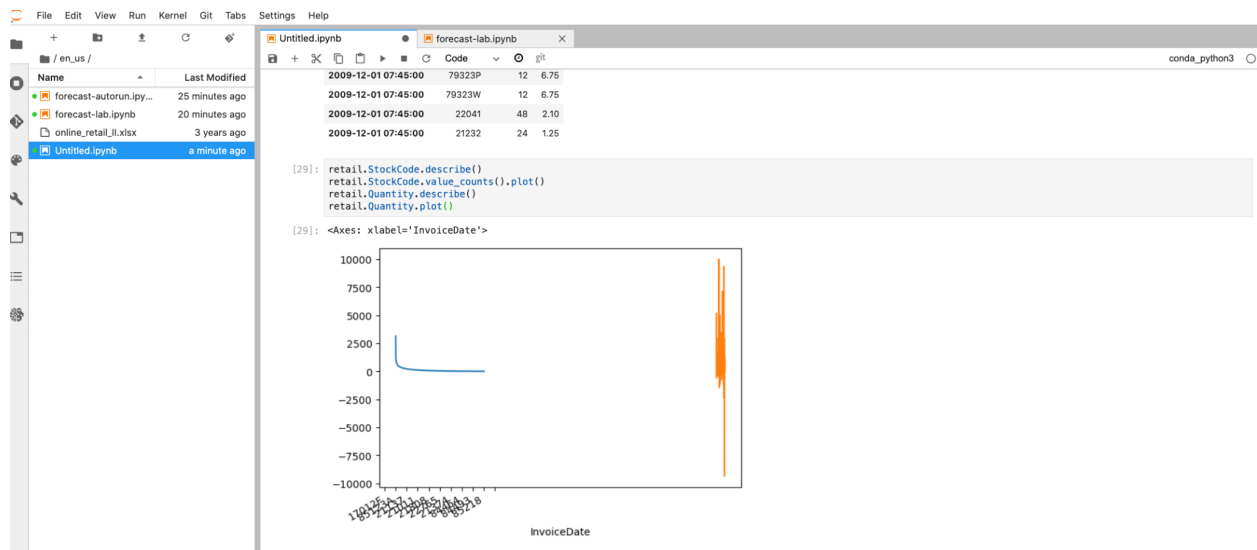 File Edit View Run Kernel Git Tabs Settings Help
/ en_us /
Name Last Modified
forecast-autorun.ipy... 25 minutes ago
forecast-lab.ipynb 20 minutes ago
online_retail_II.xlsx 3 years ago
Untitled.ipynb a minute ago
Untitled.ipynb forecast-lab.ipynb
Code git conda_python3
2009-12-01 07:45:00 79323P 12 6.75
2009-12-01 07:45:00 79323W 12 6.75
2009-12-01 07:45:00 22041 48 2.10
2009-12-01 07:45:00 21232 24 1.25
[29]: retail.StockCode.describe()
retail.StockCode.value_counts().plot()
retail.Quantity.describe()
retail.Quantity.plot()
[29]: <Axes: xlabel='InvoiceDate'>
10000
7500
5000
2500
0
−2500
−5000
−7500
−10000
85218
InvoiceDate